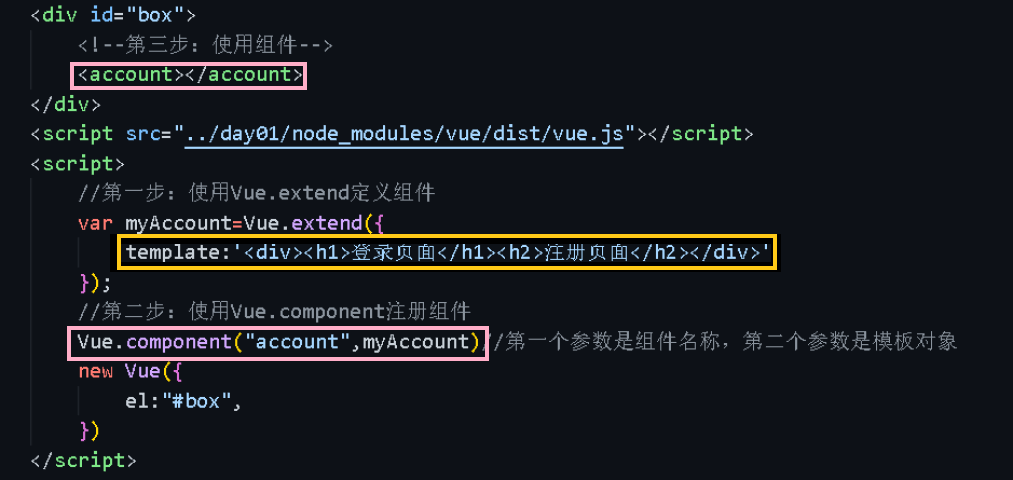 <div id="box">
<!--第三步：使用组件-->
<account></account>
</div>
<script src="../day01/node_modules/vue/dist/vue.js"></script>
<script>
//第一步：使用Vue.extend定义组件
var myAccount=Vue.extend({
template:'<div><h1>登录页面</h1><h2>注册页面</h2></div>'
});
//第二步：使用Vue.component注册组件
Vue.component("account",myAccount)//第一个参数是组件名称，第二个参数是模板对象
new Vue({
el:"#box",
})
</script>